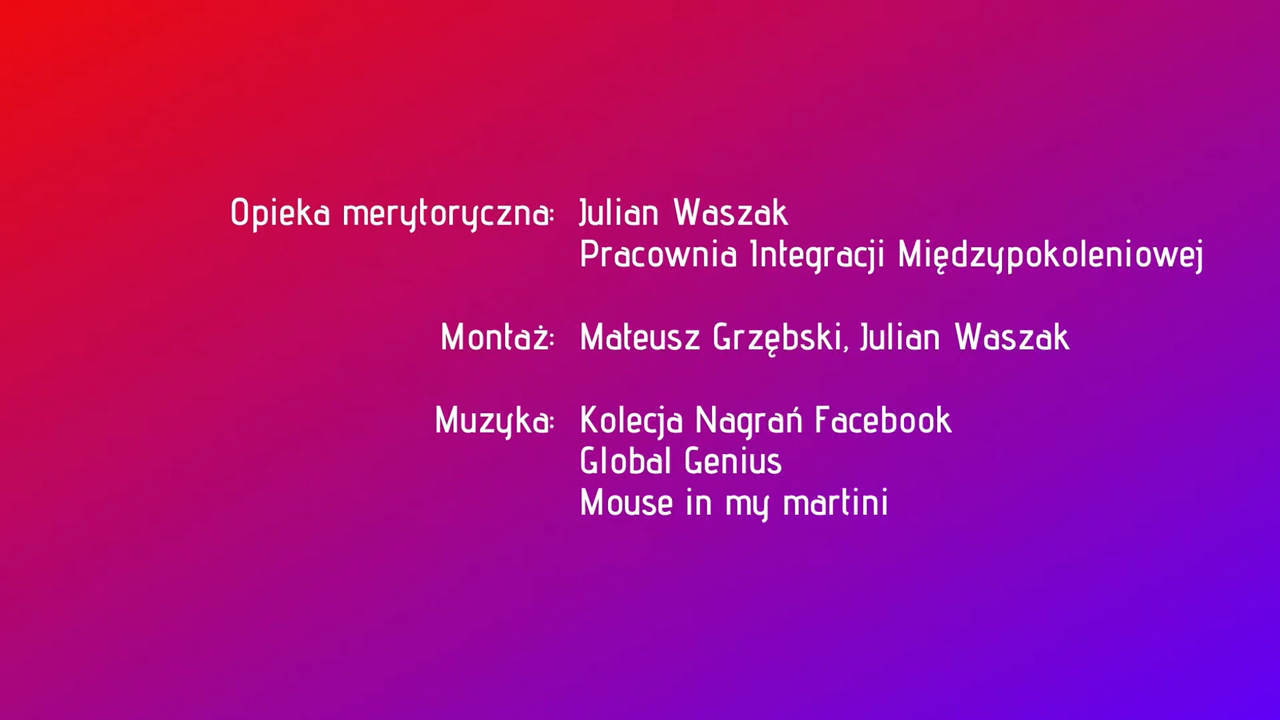 Opieka merytoryczna: Julian Waszak
Pracownia Integracji Międzypokoleniowej
Montaż: Mateusz Grzębski, Julian Waszak
Muzyka: Kolecja Nagrań Facebook
Global Genius
Mouse in my martini